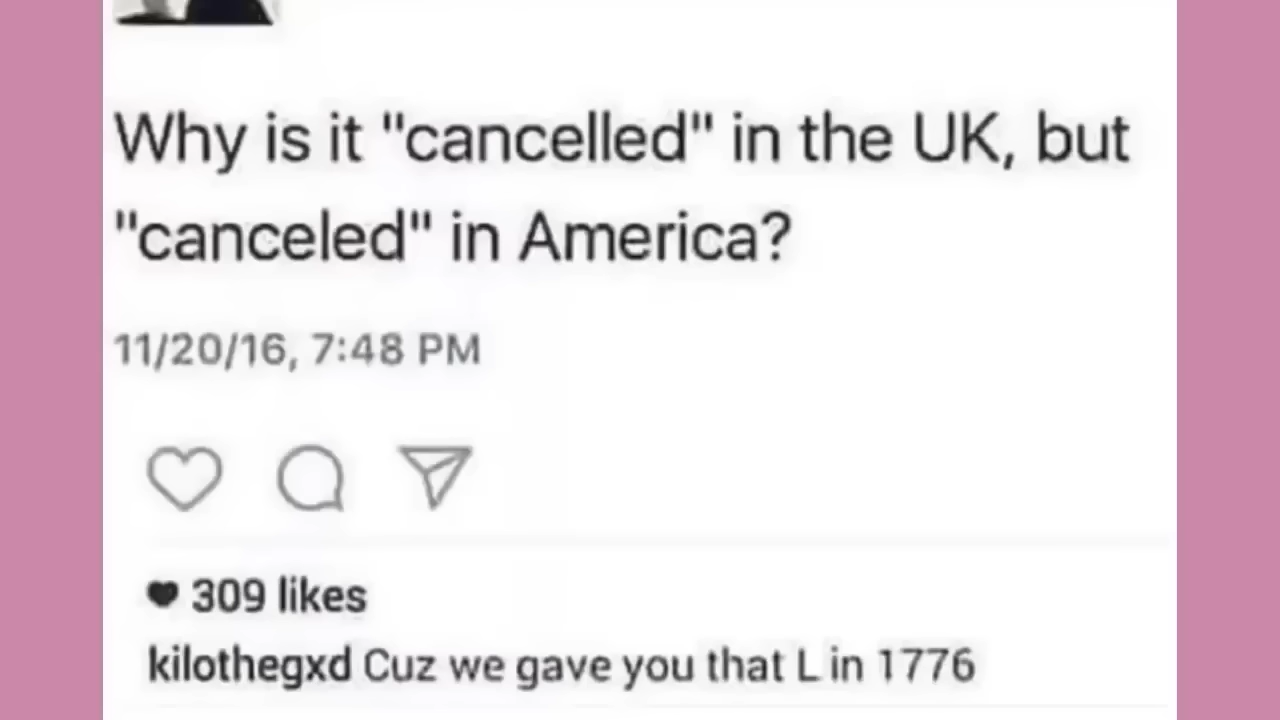 Why is it "cancelled" in the UK, but
"canceled" in America?
11/20/16, 7:48 PM
309 likes
kilothegxd Cuz we gave you that L in 1776